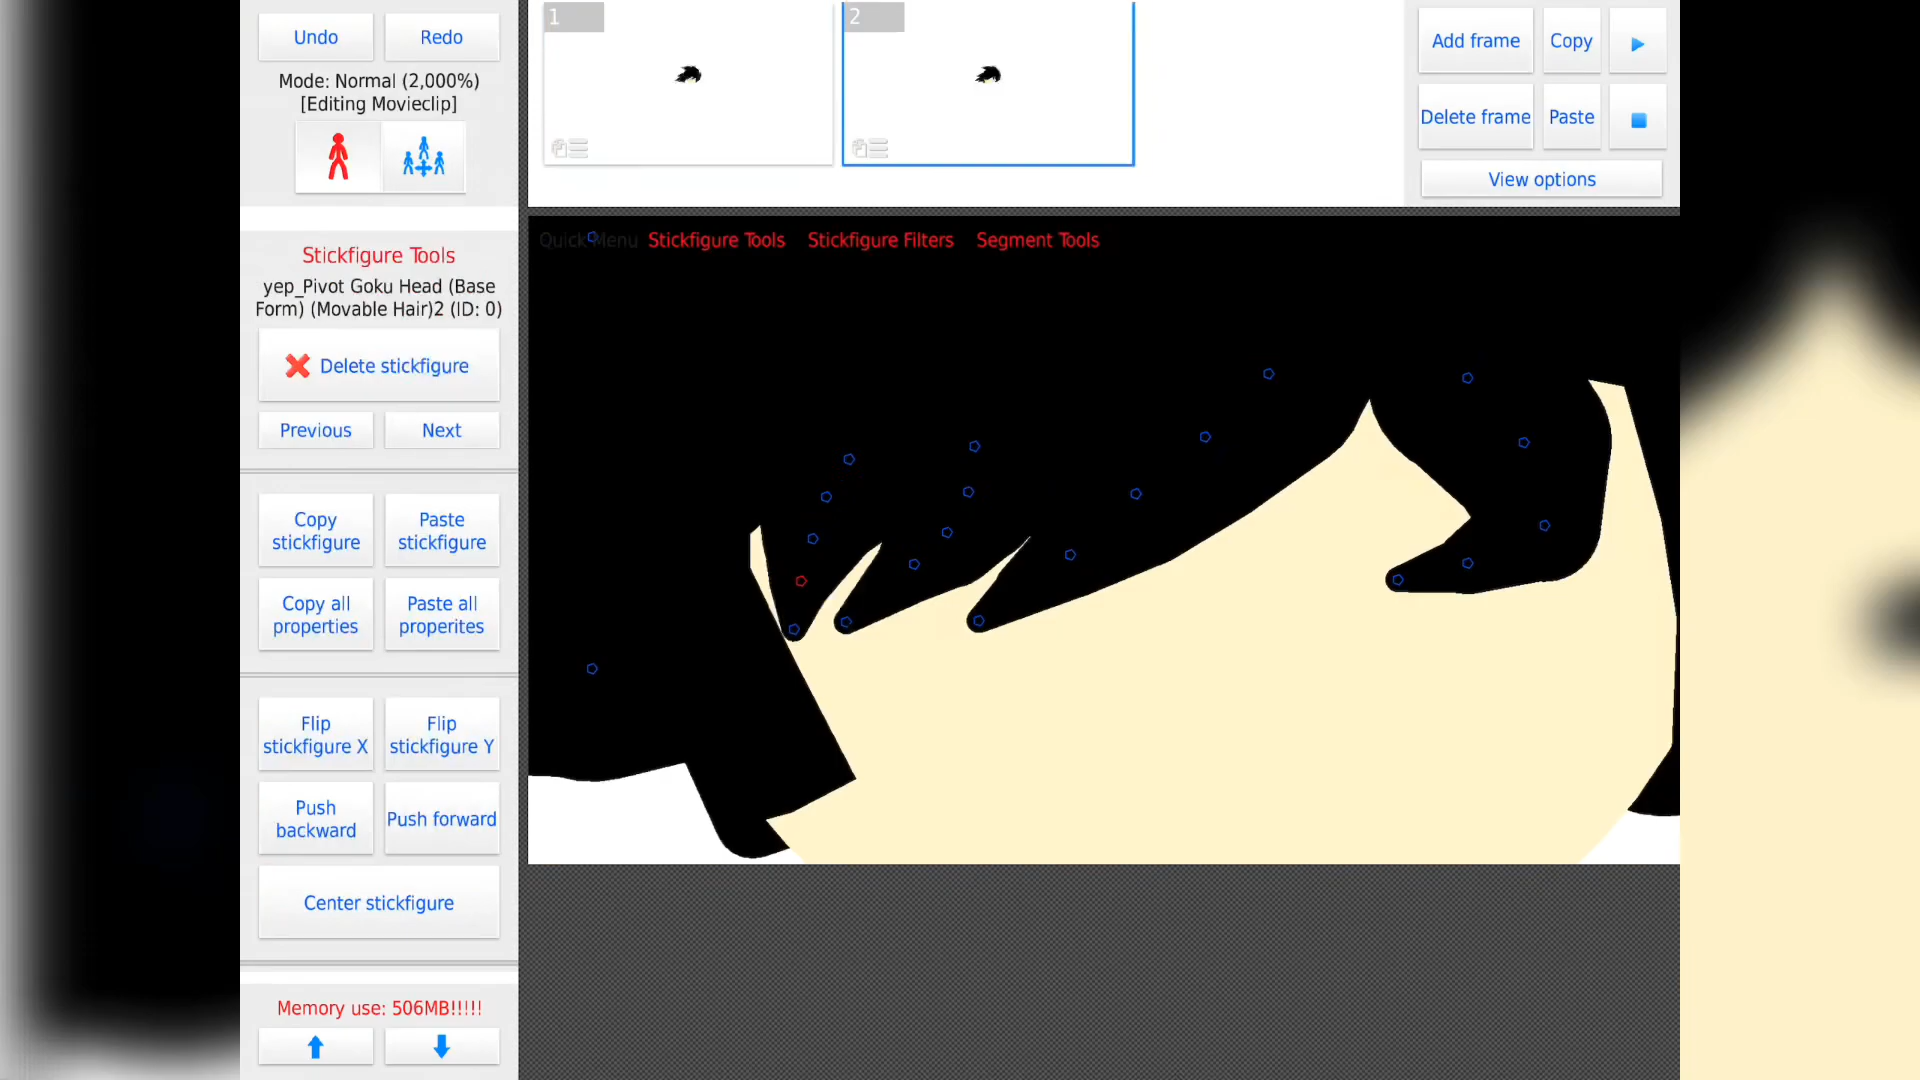 Undo
Redo
Mode: Normal (2,000%)
[Editing Movieclip]
Stickfigure Tools
yep_Pivot Goku Head (Base
Form) (Movable Hair)2 (ID: 0)
Delete stickfigure
Previous
Next
Copy
stickfigure
Paste
stickfigure
Copy all
properties
Paste all
properites
Flip
stickfigure X
Flip
stickfigure Y
Push
backward
Push forward
Center stickfigure
Memory use: 506MB!!!!!
1
2
Add frame
Copy
Delete frame
Paste
View options
Quick Menu
Stickfigure Tools
Stickfigure Filters
Segment Tools